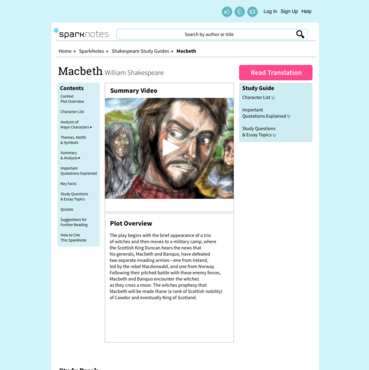 Log In Sign Up Help
sparknotes
Search by author or title
Home → SparkNotes → Shakespeare Study Guides → Macbeth
Macbeth William Shakespeare
Read Translation
Contents
Context
Plot Overview
Character List
Analysis of
Major Characters
Themes, Motifs
& Symbols
Summary
& Analysis
Important
Quotations Explained
Key Facts
Study Questions
& Essay Topics
Quizzes
Suggestions for
Further Reading
How to Cite
This SparkNote
Summary Video
Plot Overview
The play begins with the brief appearance of a trio
of witches and then moves to a military camp, where
the Scottish King Duncan hears the news that
his generals, Macbeth and Banquo, have defeated
two separate invading armies—one from Ireland,
led by the rebel Macdonwald, and one from Norway.
Following their pitched battle with these enemy forces,
Macbeth and Banquo encounter the witches
as they cross a moor. The witches prophesy that
Macbeth will be made thane (a rank of Scottish nobility)
of Cawdor and eventually King of Scotland.
Study Guide
Character List
Important
Quotations Explained
Study Questions
& Essay Topics